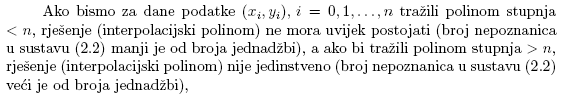 Ako bismo za dane podatke (x_i, y_i), i = 0, 1, . . . , n tražili polinom stupnja
< n, rješenje (interpolacijski polinom) ne mora uvijek postojati (broj nepoznanica
u sustavu (2.2) manji je od broja jednadžbi), a ako bi tražili polinom stupnja > n,
rješenje (interpolacijski polinom) nije jedinstveno (broj nepoznanica u sustavu (2.2)
veći je od broja jednadžbi),